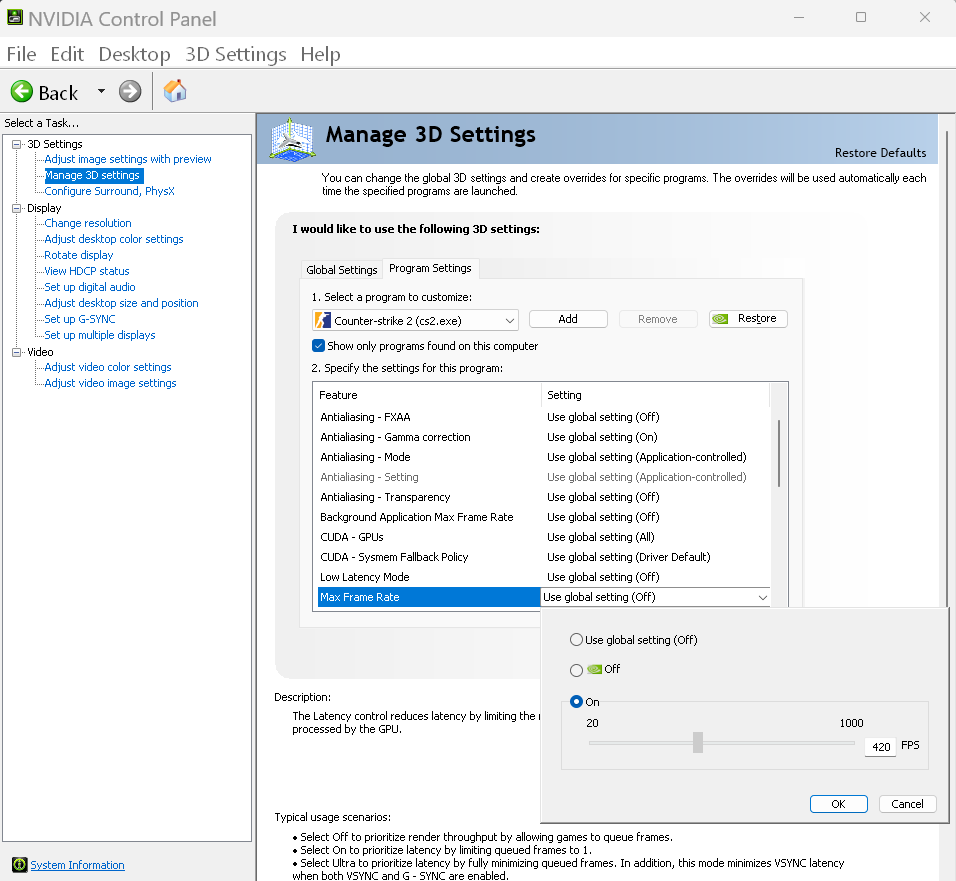 NVIDIA Control Panel
File Edit Desktop 3D Settings Help
Back
Select a Task...
3D Settings
Adjust image settings with preview
Manage 3D settings
Configure Surround, PhysX
Display
Change resolution
Adjust desktop color settings
Rotate display
View HDCP status
Set up digital audio
Adjust desktop size and position
Set up G-SYNC
Set up multiple displays
Video
Adjust video color settings
Adjust video image settings
System Information
Manage 3D Settings
Restore Defaults
You can change the global 3D settings and create overrides for specific programs. The overrides will be used automatically each
time the specified programs are launched.
I would like to use the following 3D settings:
Global Settings Program Settings
1. Select a program to customize:
Counter-strike 2 (cs2.exe) Add Remove Restore
Show only programs found on this computer
2. Specify the settings for this program:
Feature Setting
Antialiasing - FXAA Use global setting (Off)
Antialiasing - Gamma correction Use global setting (On)
Antialiasing - Mode Use global setting (Application-controlled)
Antialiasing - Setting Use global setting (Application-controlled)
Antialiasing - Transparency Use global setting (Off)
Background Application Max Frame Rate Use global setting (Off)
CUDA - GPUs Use global setting (All)
CUDA - Sysmem Fallback Policy Use global setting (Driver Default)
Low Latency Mode Use global setting (Off)
Max Frame Rate Use global setting (Off)
Use global setting (Off)
Off
On
20 1000
420 FPS
OK Cancel
Description:
The Latency control reduces latency by limiting the
processed by the GPU.
Typical usage scenarios:
• Select Off to prioritize render throughput by allowing games to queue frames.
• Select On to prioritize latency by limiting queued frames to 1.
• Select Ultra to prioritize latency by fully minimizing queued frames. In addition, this mode minimizes VSYNC latency
when both VSYNC and G - SYNC are enabled.